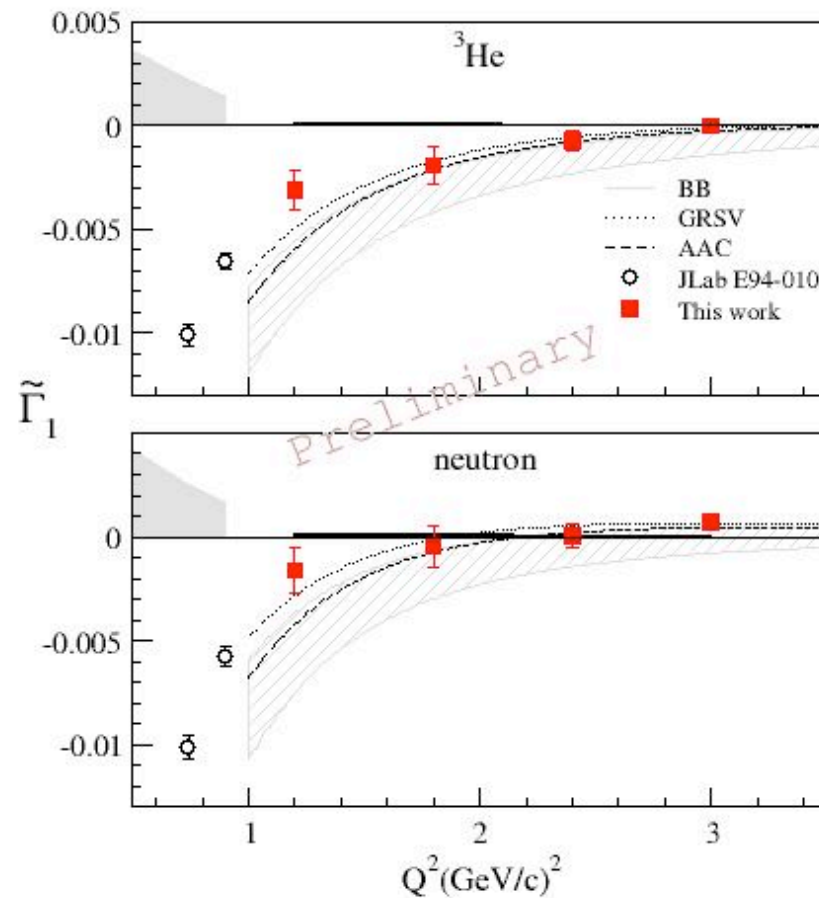 0.005
³He
0
-0.005
-0.01
BB
GRSV
AAC
JLab E94-010
This work
Preliminary
Γ̃₁
neutron
0
-0.005
-0.01
1
2
3
Q²(GeV/c)²